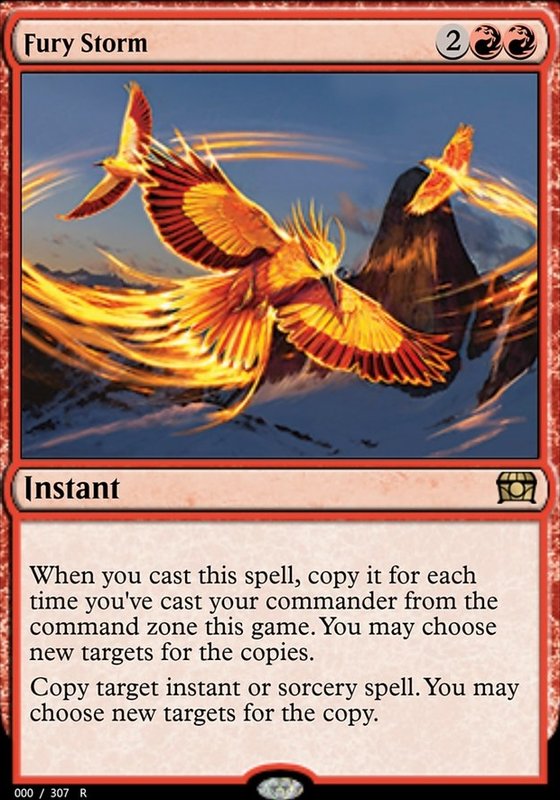 Fury Storm 2
Instant
When you cast this spell, copy it for each
time you've cast your commander from the
command zone this game. You may choose
new targets for the copies.
Copy target instant or sorcery spell. You may
choose new targets for the copy.
000 / 307 R